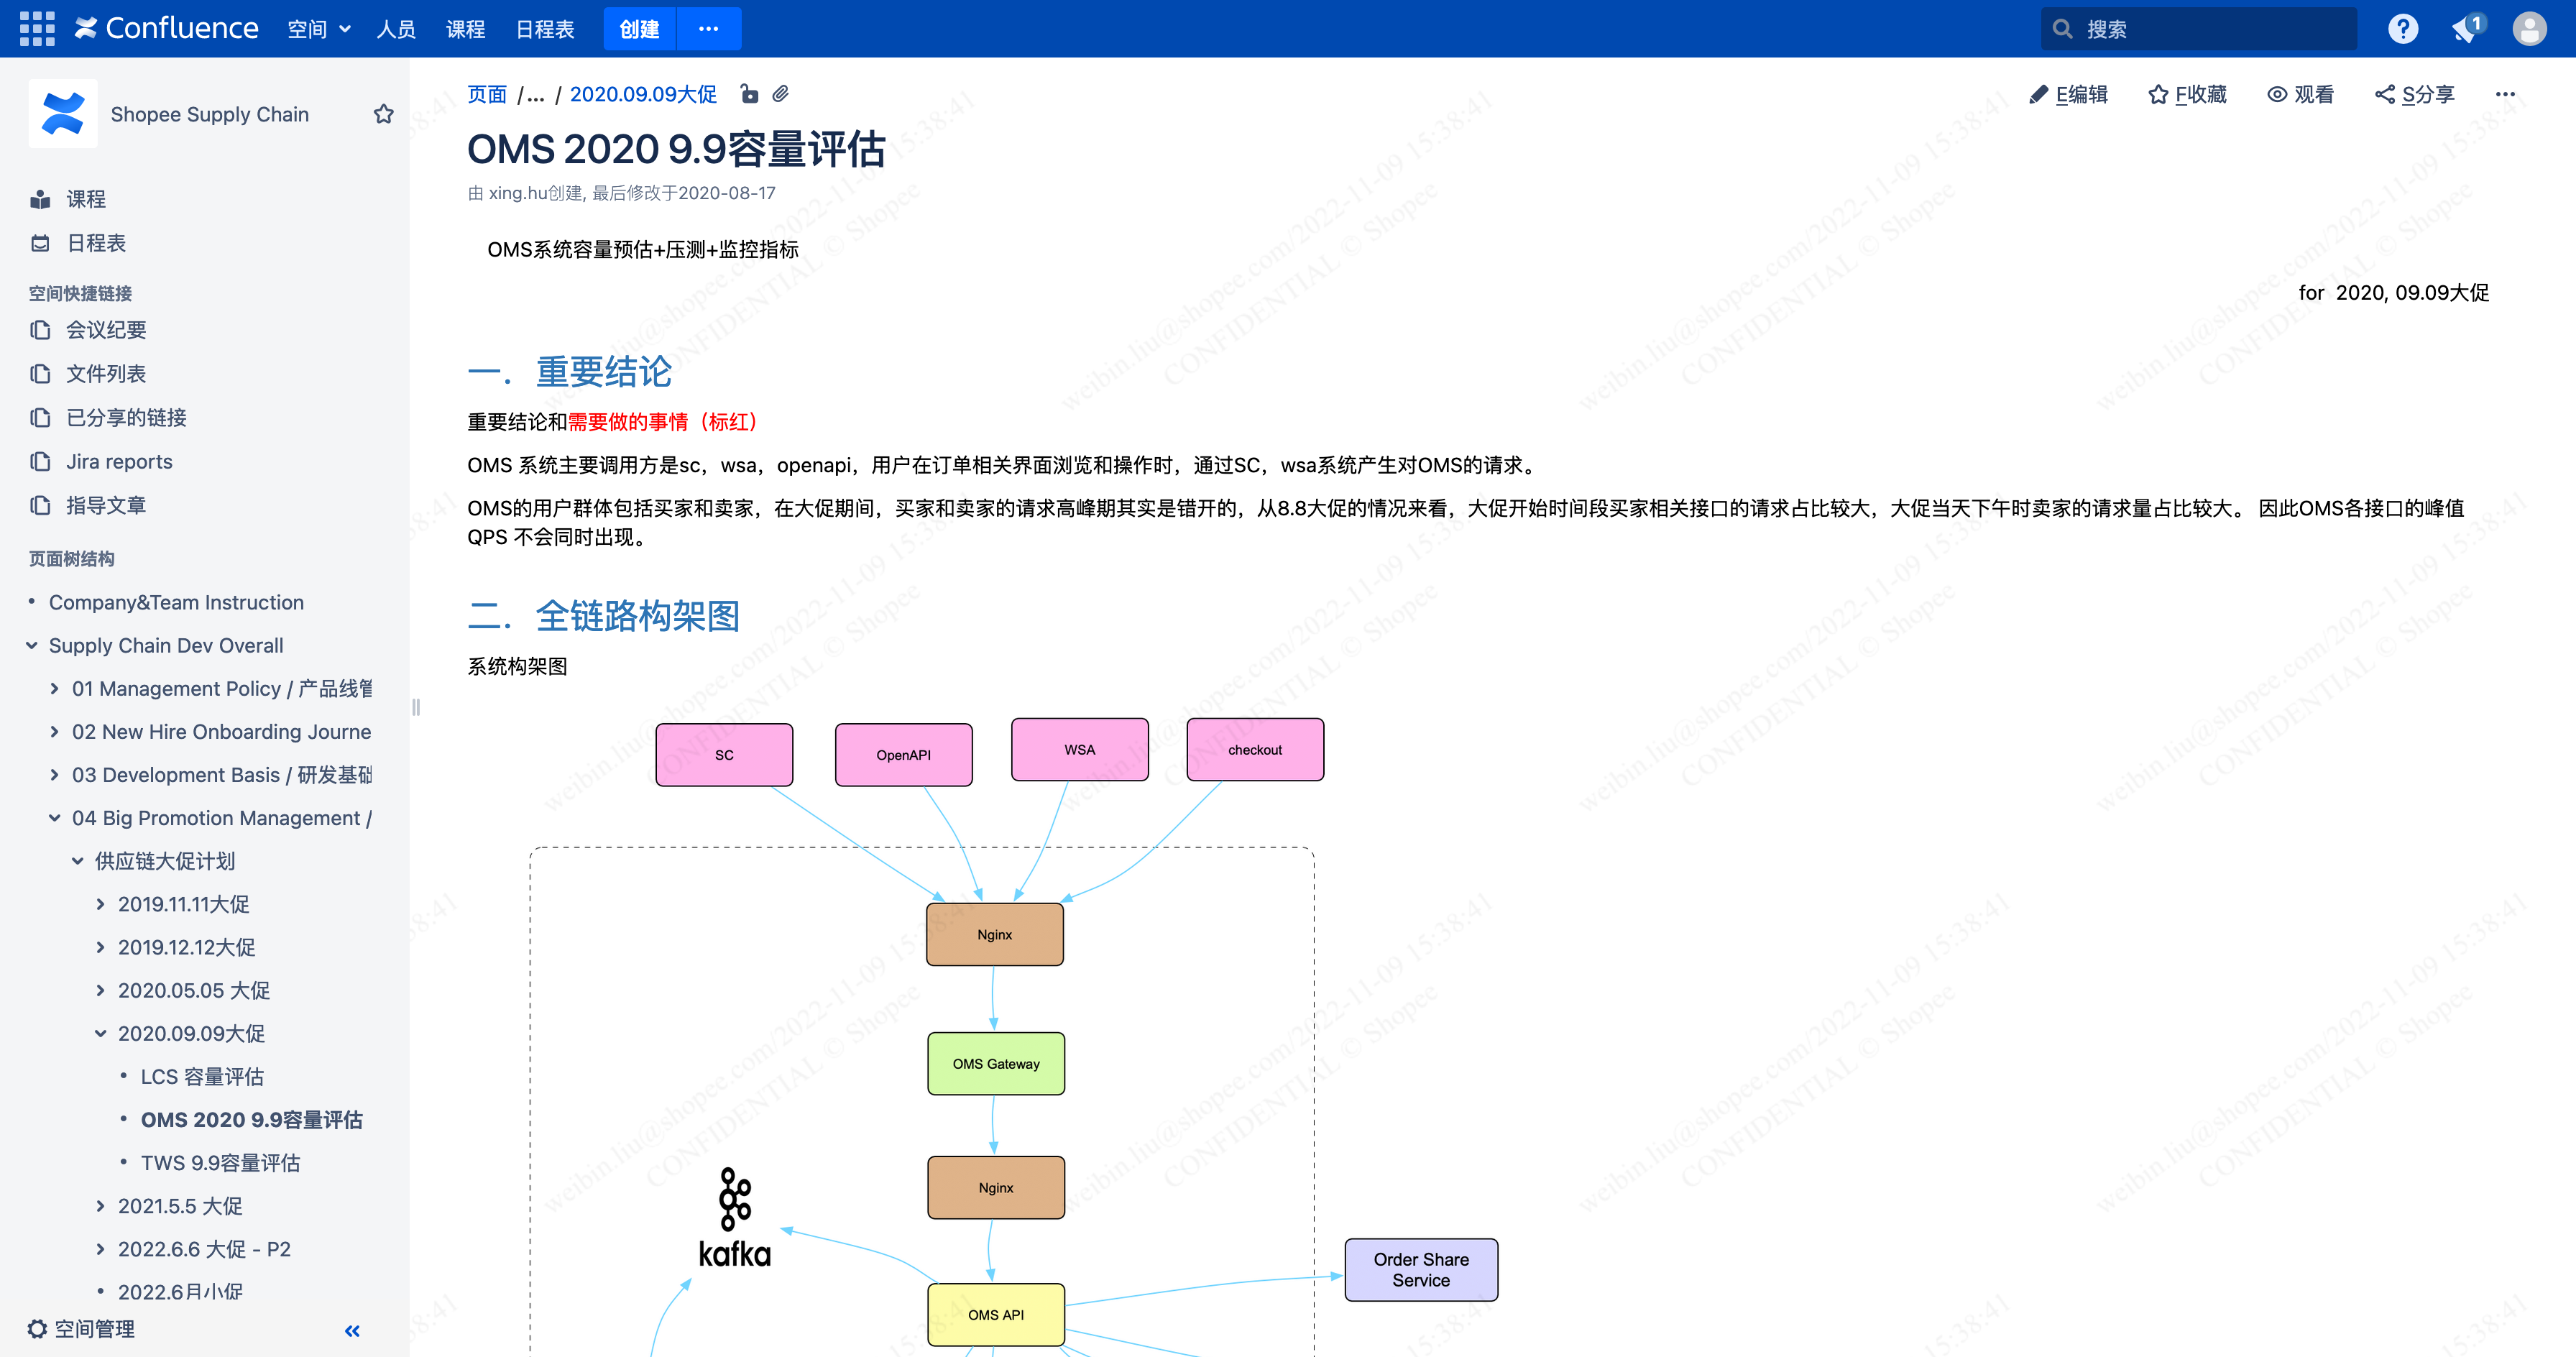 Confluence 空间 人员 课程 日程表 创建 ··· 搜索 1
Shopee Supply Chain
课程
日程表
空间快捷链接
会议纪要
文件列表
已分享的链接
Jira reports
指导文章
页面树结构
• Company&Team Instruction
Supply Chain Dev Overall
01 Management Policy / 产品线管
02 New Hire Onboarding Journe
03 Development Basis / 研发基础
04 Big Promotion Management /
供应链大促计划
2019.11.11大促
2019.12.12大促
2020.05.05 大促
2020.09.09大促
• LCS 容量评估
• OMS 2020 9.9容量评估
• TWS 9.9容量评估
2021.5.5 大促
2022.6.6 大促 - P2
• 2022.6月小促
空间管理
页面 /... / 2020.09.09大促
E编辑 F收藏 观看 S分享 ···
OMS 2020 9.9容量评估
由 xing.hu创建, 最后修改于2020-08-17
OMS系统容量预估+压测+监控指标
for 2020, 09.09大促
一. 重要结论
重要结论和需要做的事情（标红）
OMS 系统主要调用方是sc，wsa，openapi，用户在订单相关界面浏览和操作时，通过SC，wsa系统产生对OMS的请求。
OMS的用户群体包括买家和卖家，在大促期间，买家和卖家的请求高峰期其实是错开的，从8.8大促的情况来看，大促开始时间段买家相关接口的请求占比较大，大促当天下午时卖家的请求量占比较大。 因此OMS各接口的峰值
QPS 不会同时出现。
二. 全链路构架图
系统构架图
SC
OpenAPI
WSA
checkout
Nginx
OMS Gateway
Nginx
kafka
Order Share
Service
OMS API
weibin.liu@shopee.com/2022-11-09 15:38:41
CONFIDENTIAL © Shopee